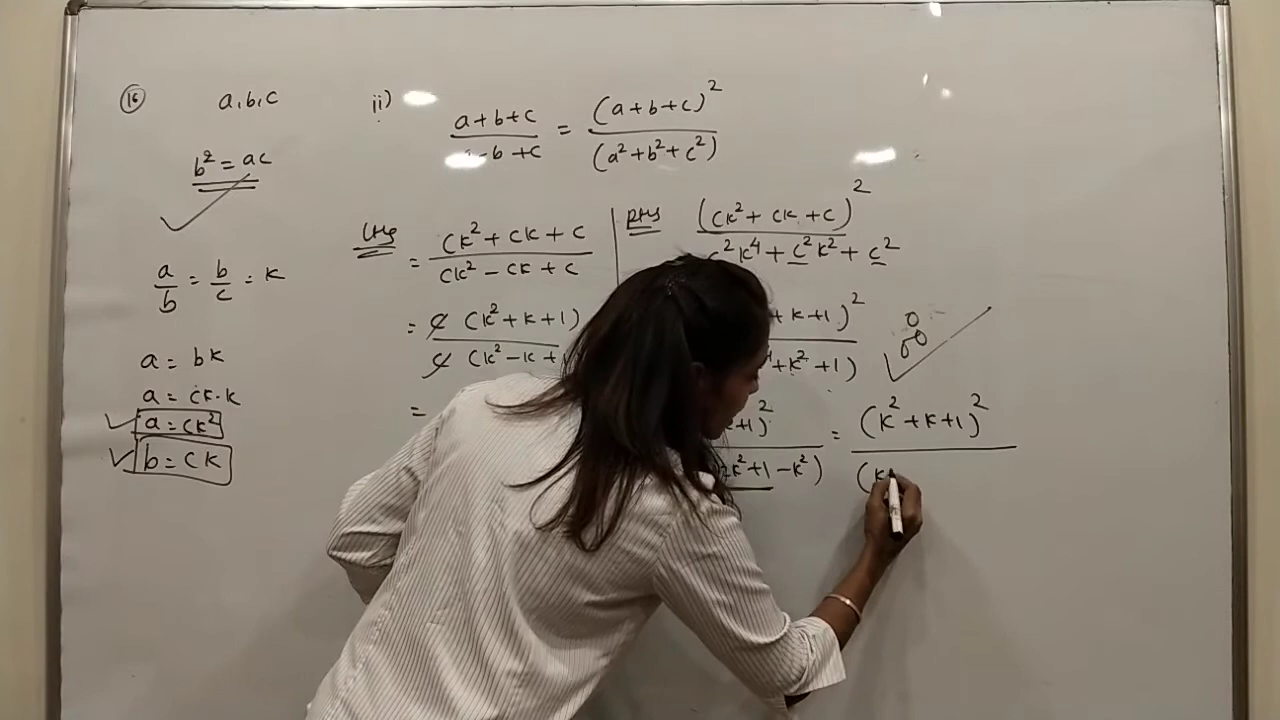 16 a,b,c
b² = ac
a/b = b/c = k
a = bk
a = ck.k
a = ck²
b = ck
ii) a+b+c / -b+c = (a+b+c)² / (a²+b²+c²)
LHS = ck²+ck+c / ck²-ck+c
= c (k²+k+1) / c (k²-k+1
=
RHS (ck²+ck+c)² / c²k⁴+c²k²+c²
+k+1)² / +k²+1)
k+1)² / k²+1-k²) = (k²+k+1)² / (k